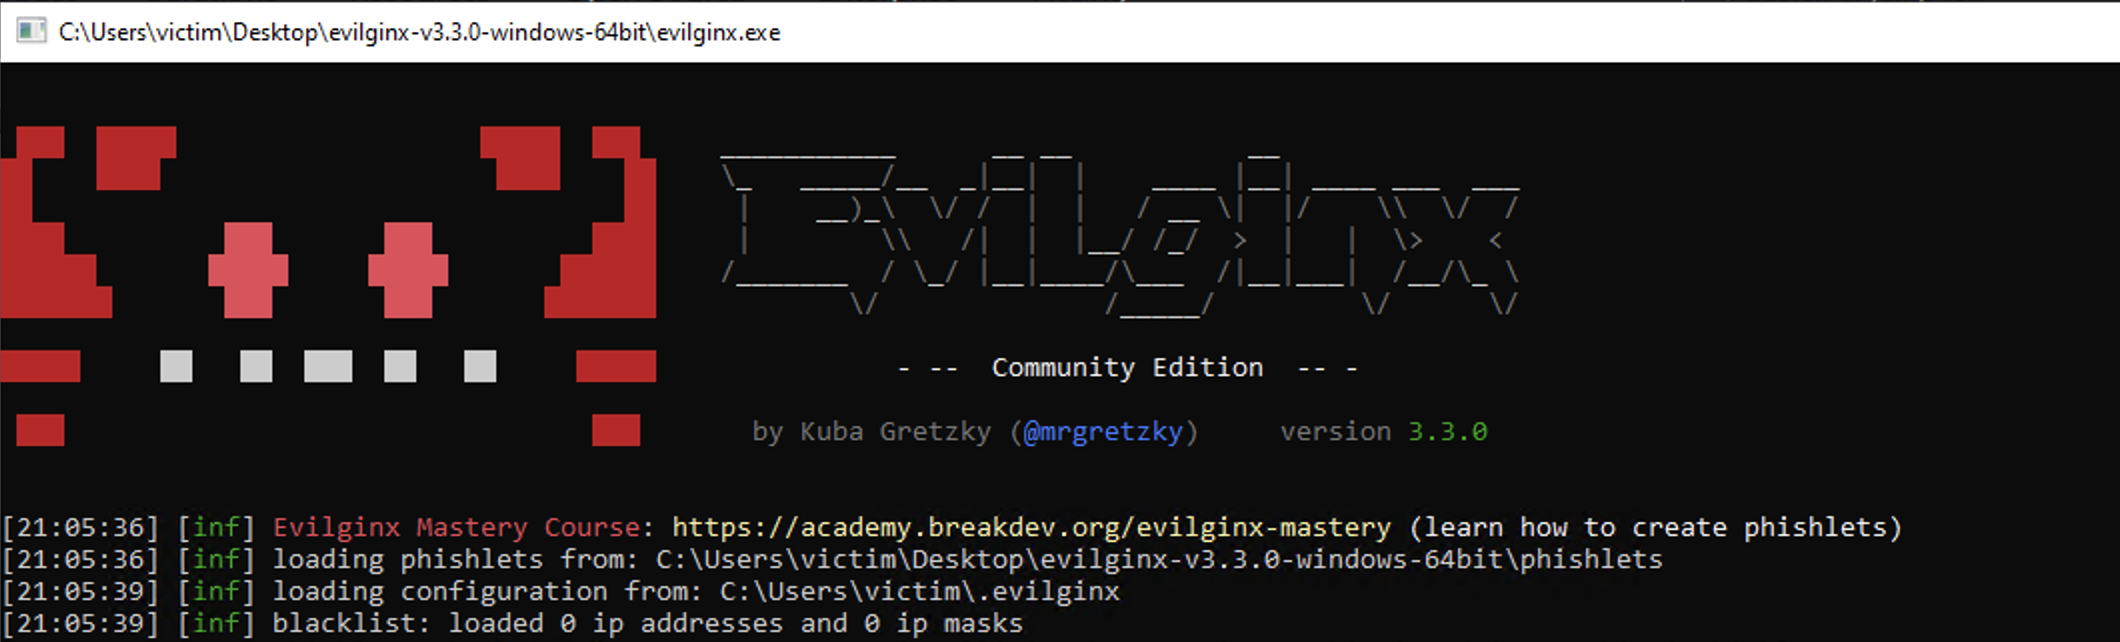 C:\Users\victim\Desktop\evilginx-v3.3.0-windows-64bit\evilginx.exe
Evilginx
- --  Community Edition  -- -
by Kuba Gretzky (@mrgretzky)     version 3.3.0
[21:05:36] [inf] Evilginx Mastery Course: https://academy.breakdev.org/evilginx-mastery (learn how to create phishlets)
[21:05:36] [inf] loading phishlets from: C:\Users\victim\Desktop\evilginx-v3.3.0-windows-64bit\phishlets
[21:05:39] [inf] loading configuration from: C:\Users\victim\.evilginx
[21:05:39] [inf] blacklist: loaded 0 ip addresses and 0 ip masks